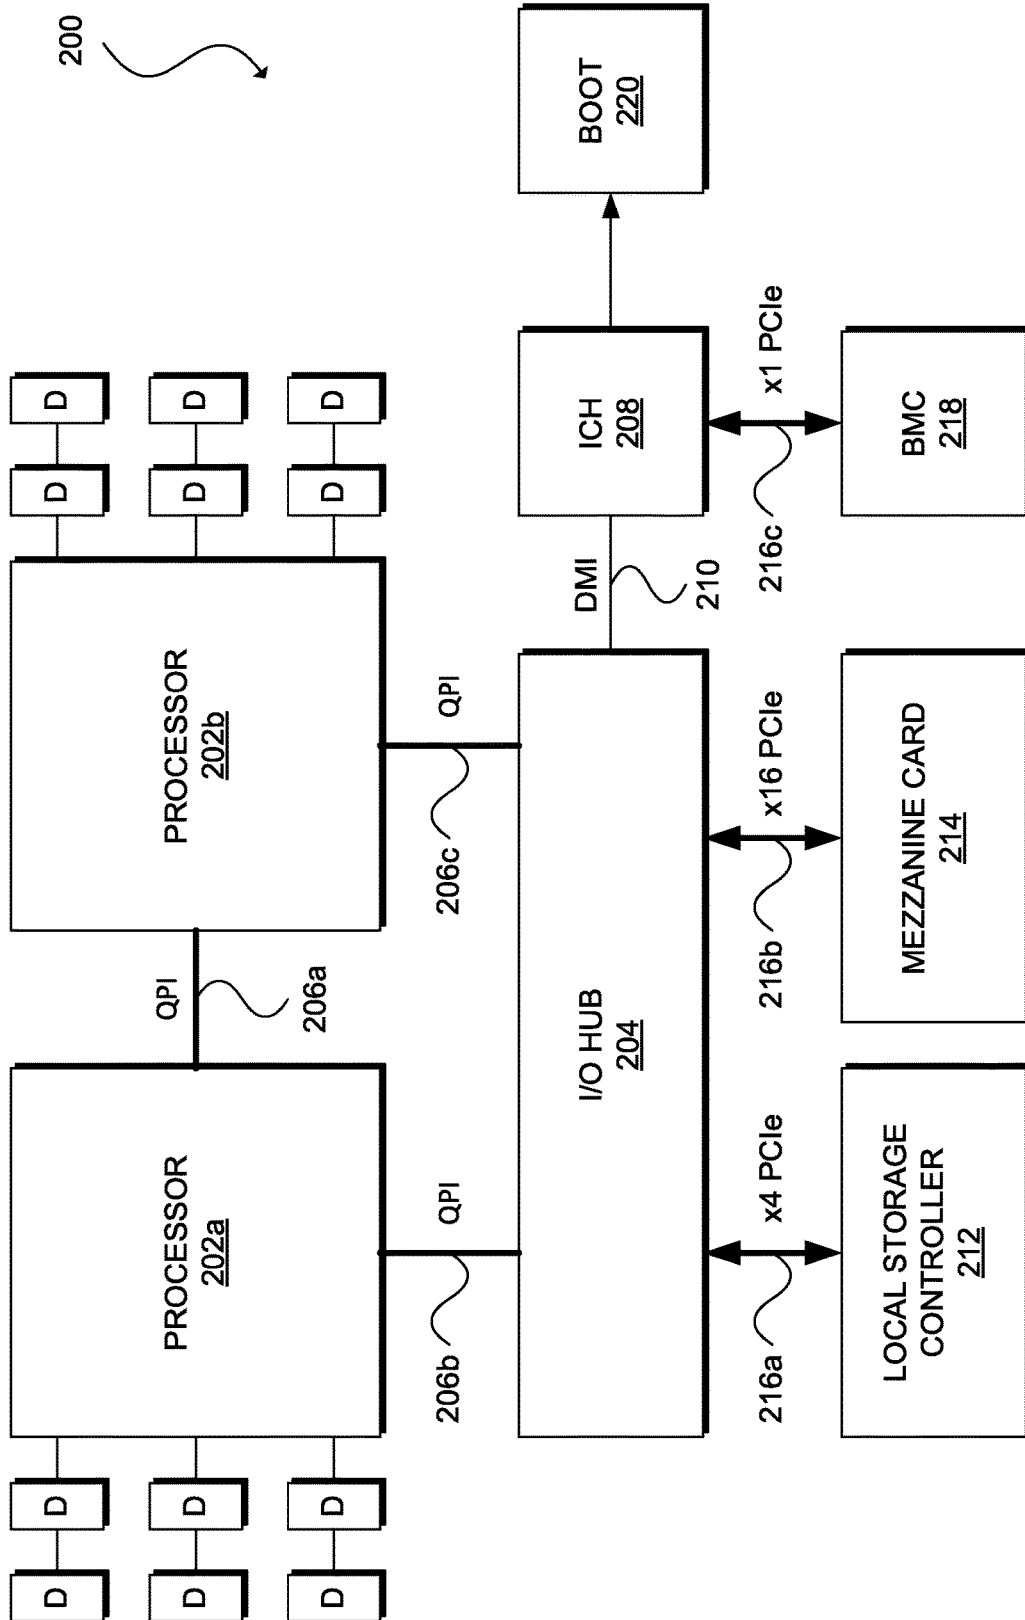 200
D
D
D
D
D
D
D
D
D
D
D
D
PROCESSOR
202a
QPI
206a
PROCESSOR
202b
206b
QPI
206c
QPI
I/O HUB
204
DMI
210
ICH
208
BOOT
220
216a
x4 PCIe
216b
x16 PCIe
216c
x1 PCIe
LOCAL STORAGE
CONTROLLER
212
MEZZANINE CARD
214
BMC
218